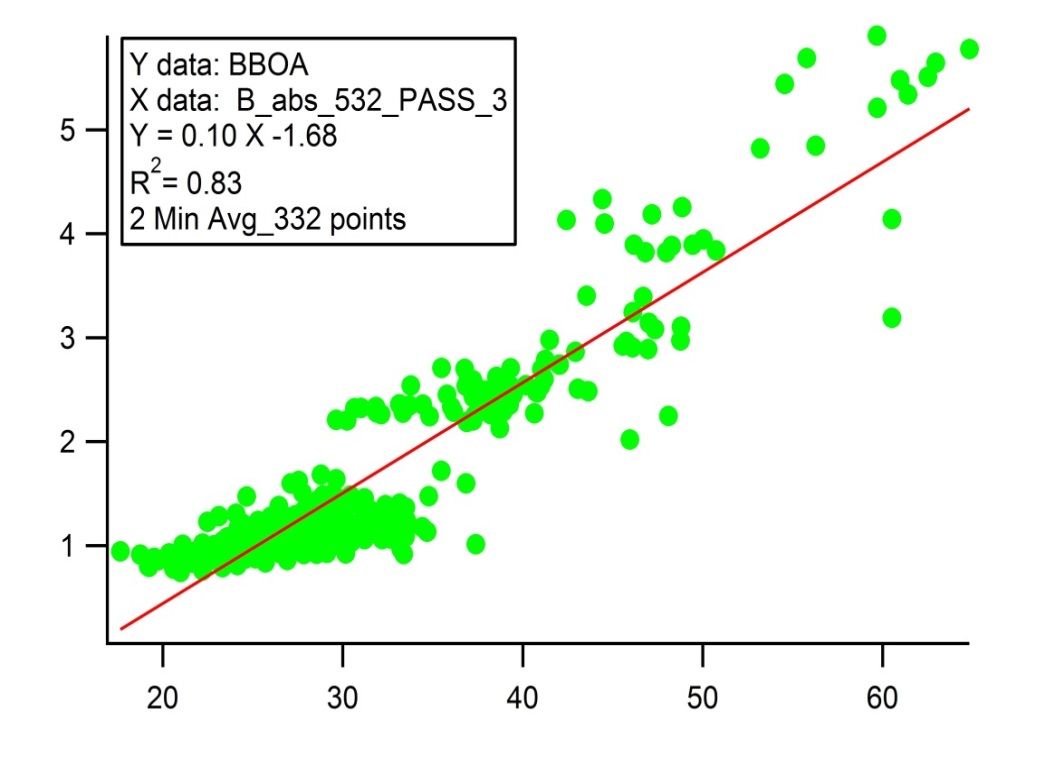 Y data: BBOA
X data: B_abs_532_PASS_3
Y = 0.10 X -1.68
R²= 0.83
2 Min Avg_332 points
5
4
3
2
1
20 30 40 50 60